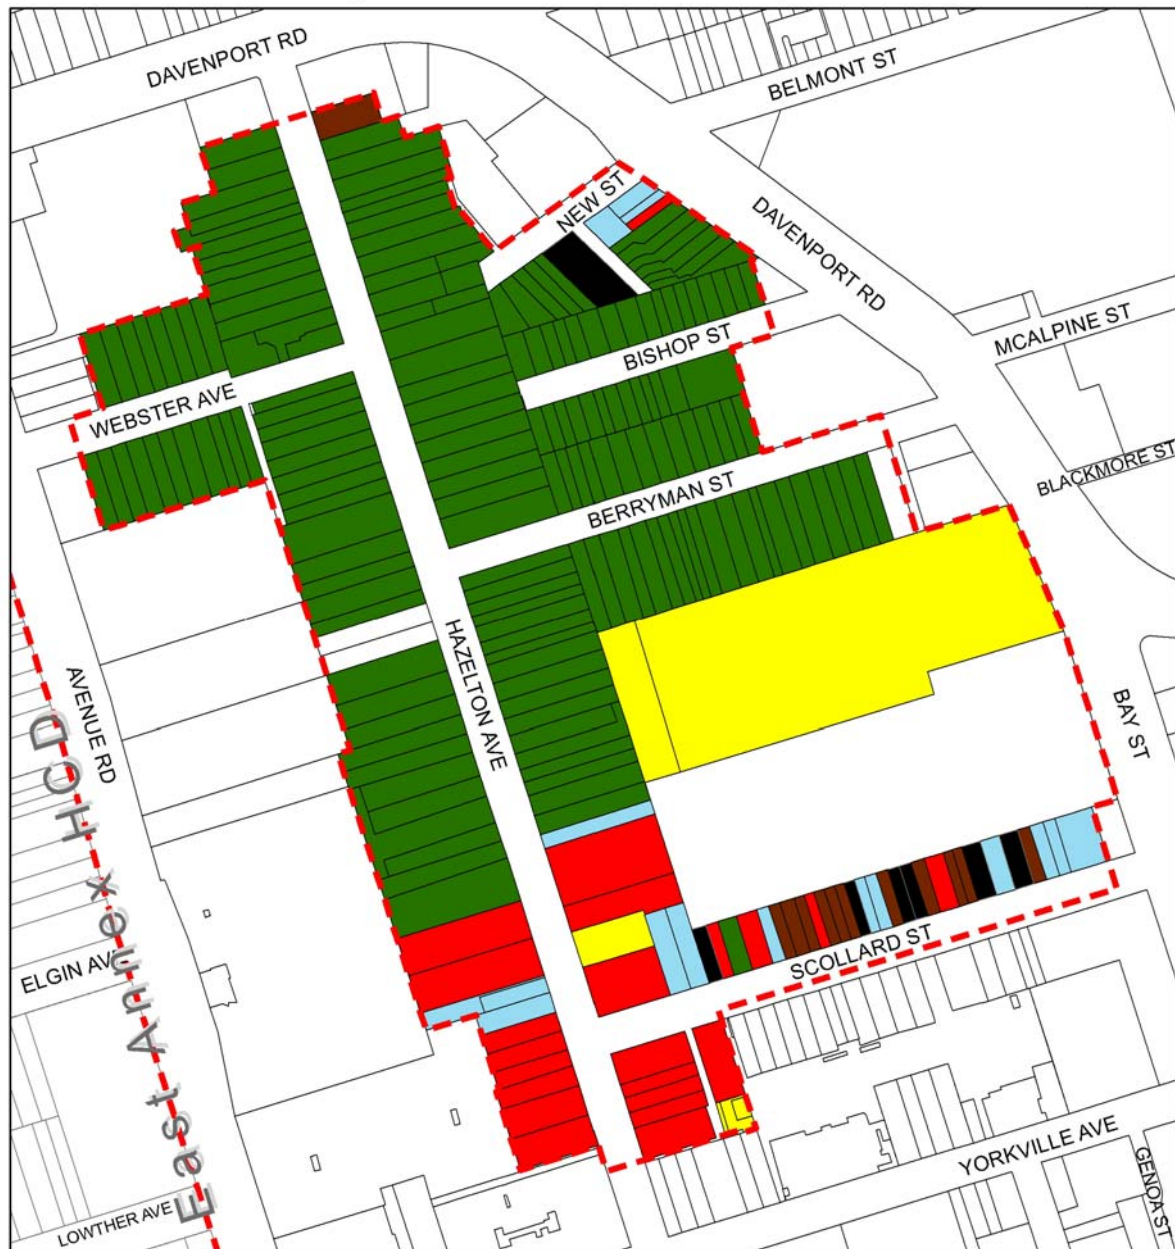 DAVENPORT RD
BELMONT ST
NEW ST
DAVENPORT RD
MCALPINE ST
BISHOP ST
WEBSTER AVE
BLACKMORE ST
BERRYMAN ST
HAZELTON AVE
AVENUE RD
BAY ST
East Annex HCD
SCOLLARD ST
ELGIN AVE
YORKVILLE AVE
GENOA ST
LOWTHER AVE